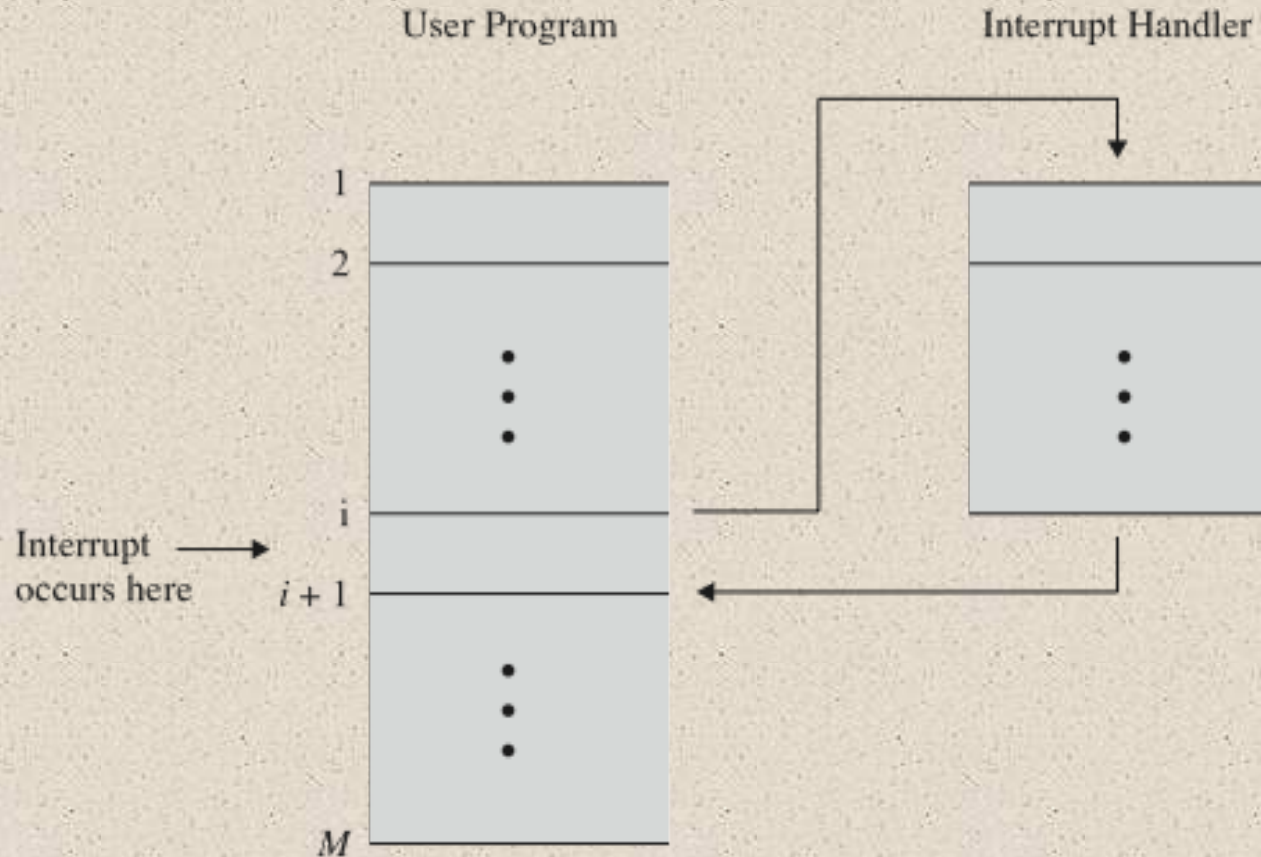 User Program
Interrupt Handler
1
2
i
Interrupt
occurs here
i + 1
M